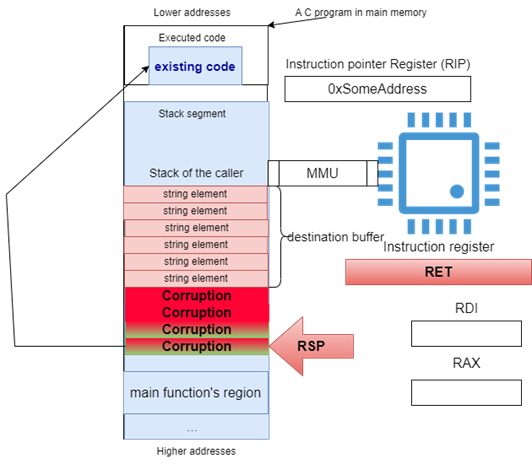 Lower addresses
A C program in main memory
Executed code
existing code
Instruction pointer Register (RIP)
0xSomeAddress
Stack segment
Stack of the caller
MMU
string element
string element
string element
string element
string element
string element
destination buffer
Instruction register
RET
Corruption
Corruption
Corruption
Corruption
RSP
RDI
RAX
main function's region
...
Higher addresses